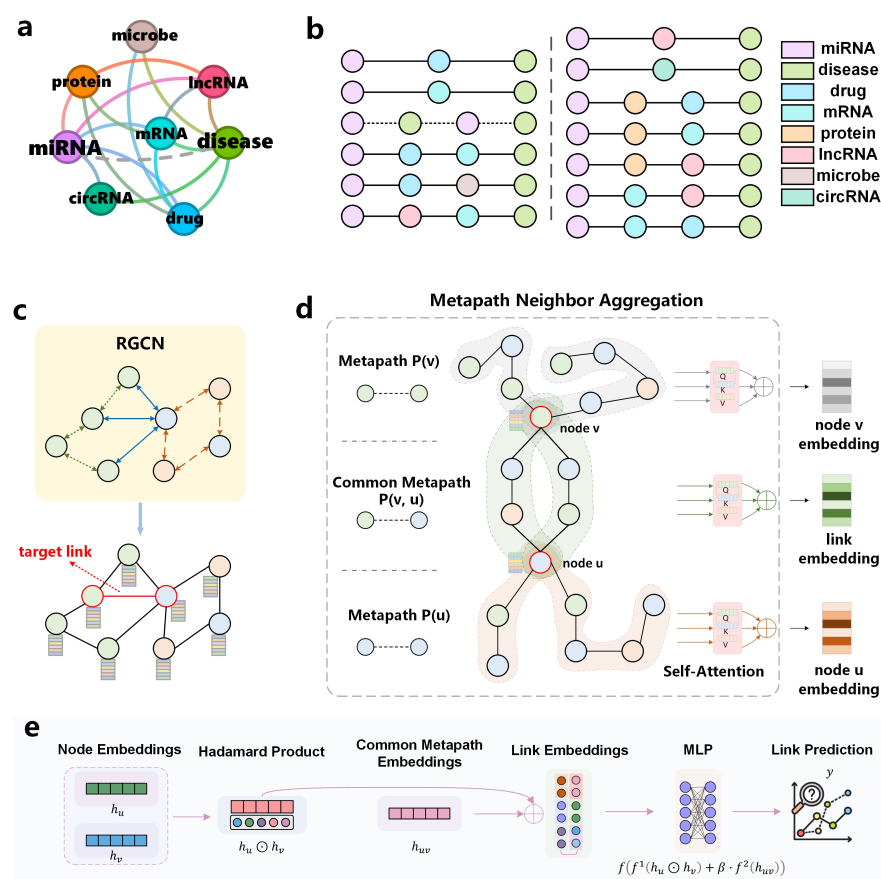 a
microbe
protein
lncRNA
miRNA
mRNA
disease
circRNA
drug
b
miRNA
disease
drug
mRNA
protein
lncRNA
microbe
circRNA
c
RGCN
target link
d
Metapath Neighbor Aggregation
Metapath P(v)
Common Metapath
P(v, u)
Metapath P(u)
node v
node u
Q
K
V
Q
K
V
Q
K
V
Self-Attention
node v
embedding
link
embedding
node u
embedding
e
Node Embeddings
Hadamard Product
Common Metapath
Embeddings
Link Embeddings
MLP
Link Prediction
h_u
h_v
h_u ⊙ h_v
h_uv
f(f¹(h_u ⊙ h_v) + β · f²(h_uv))
y
?